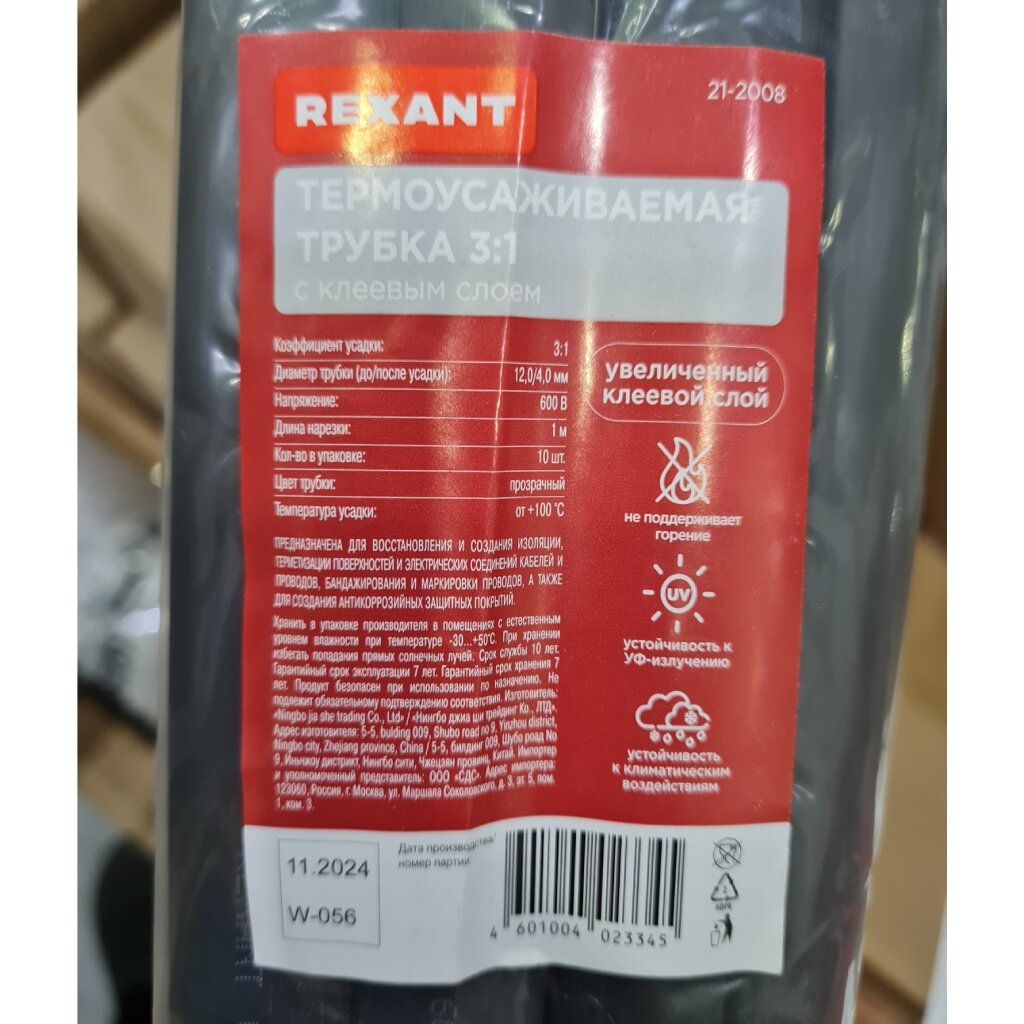 REXANT
21-2008
ТЕРМОУСАЖИВАЕМАЯ
ТРУБКА 3:1
с клеевым слоем
Коэффициент усадки: 3:1
Диаметр трубки (до/после усадки): 12,0/4,0 мм
Напряжение: 600 В
Длина нарезки: 1 м
Кол-во в упаковке: 10 шт.
Цвет трубки: прозрачный
Температура усадки: от +100 °С
увеличенный
клеевой слой
не поддерживает
горение
UV
устойчивость к
УФ-излучению
устойчивость
к климатическим
воздействиям
ПРЕДНАЗНАЧЕНА ДЛЯ ВОССТАНОВЛЕНИЯ И СОЗДАНИЯ ИЗОЛЯЦИИ,
ГЕРМЕТИЗАЦИИ ПОВЕРХНОСТЕЙ И ЭЛЕКТРИЧЕСКИХ СОЕДИНЕНИЙ КАБЕЛЕЙ И
ПРОВОДОВ, БАНДАЖИРОВАНИЯ И МАРКИРОВКИ ПРОВОДОВ, А ТАКЖЕ
ДЛЯ СОЗДАНИЯ АНТИКОРРОЗИЙНЫХ ЗАЩИТНЫХ ПОКРЫТИЙ.
Хранить в упаковке производителя в помещениях с естественным
уровнем влажности при температуре -30...+50°С. При хранении
избегать попадания прямых солнечных лучей. Срок службы 10 лет.
Гарантийный срок эксплуатации 7 лет. Гарантийный срок хранения 7
лет. Продукт безопасен при использовании по назначению. Не
подлежит обязательному подтверждению соответствия. Изготовитель:
«Ningbo jia she trading Co., Ltd» / «Нингбо джиа ши трейдинг Ко., ЛТД».
Адрес изготовителя: 5-5, bulding 009, Shubo road no 9, Yinzhou district,
Ningbo city, Zhejiang province, China / 5-5, билдинг 009, Шубо роад No
9, Иньчжоу дистрикт, Нингбо сити, Чжецзян провинц, Китай. Импортер
и уполномоченный представитель: ООО «СДС». Адрес импортера:
123060, Россия, г. Москва, ул. Маршала Соколовского, д. 3, эт. 5, пом.
1, ком. 3.
11.2024
W-056
Дата производства/
номер партии:
4 601004 023345
2
HDPE